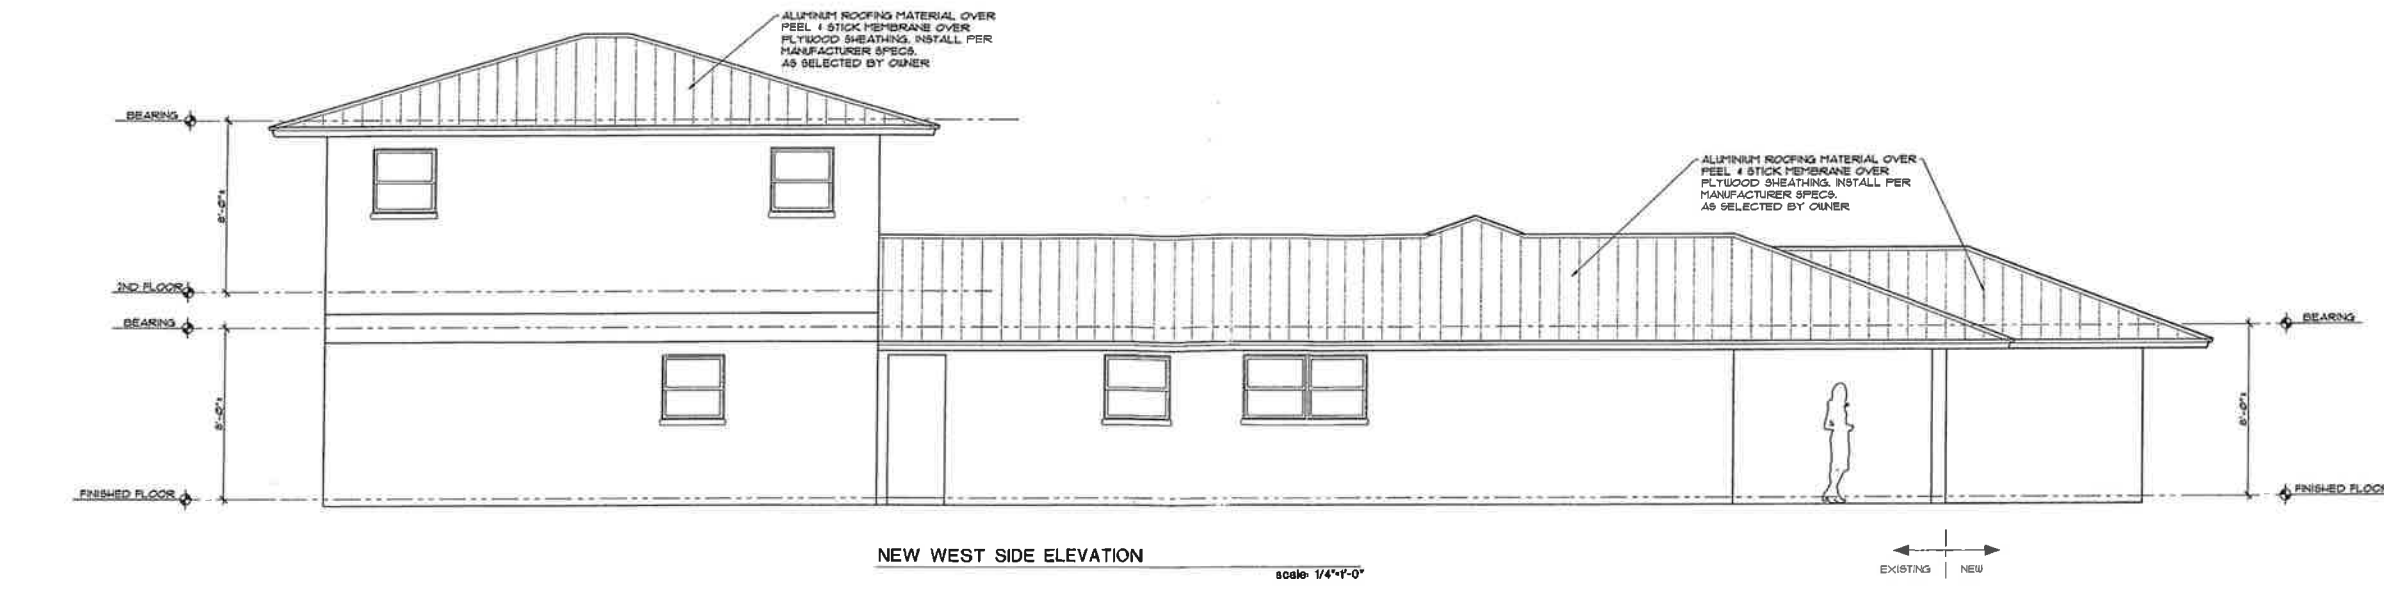 ALUMINUM ROOFING MATERIAL OVER
PEEL & STICK MEMBRANE OVER
PLYWOOD SHEATHING. INSTALL PER
MANUFACTURER SPECS.
AS SELECTED BY OWNER
BEARING
8'-0"±
2ND FLOOR
BEARING
8'-0"±
FINISHED FLOOR
ALUMINIUM ROOFING MATERIAL OVER
PEEL & STICK MEMBRANE OVER
PLYWOOD SHEATHING. INSTALL PER
MANUFACTURER SPECS.
AS SELECTED BY OWNER
BEARING
8'-0"±
FINISHED FLOOR
NEW WEST SIDE ELEVATION
scale: 1/4"=1'-0"
EXISTING
NEW